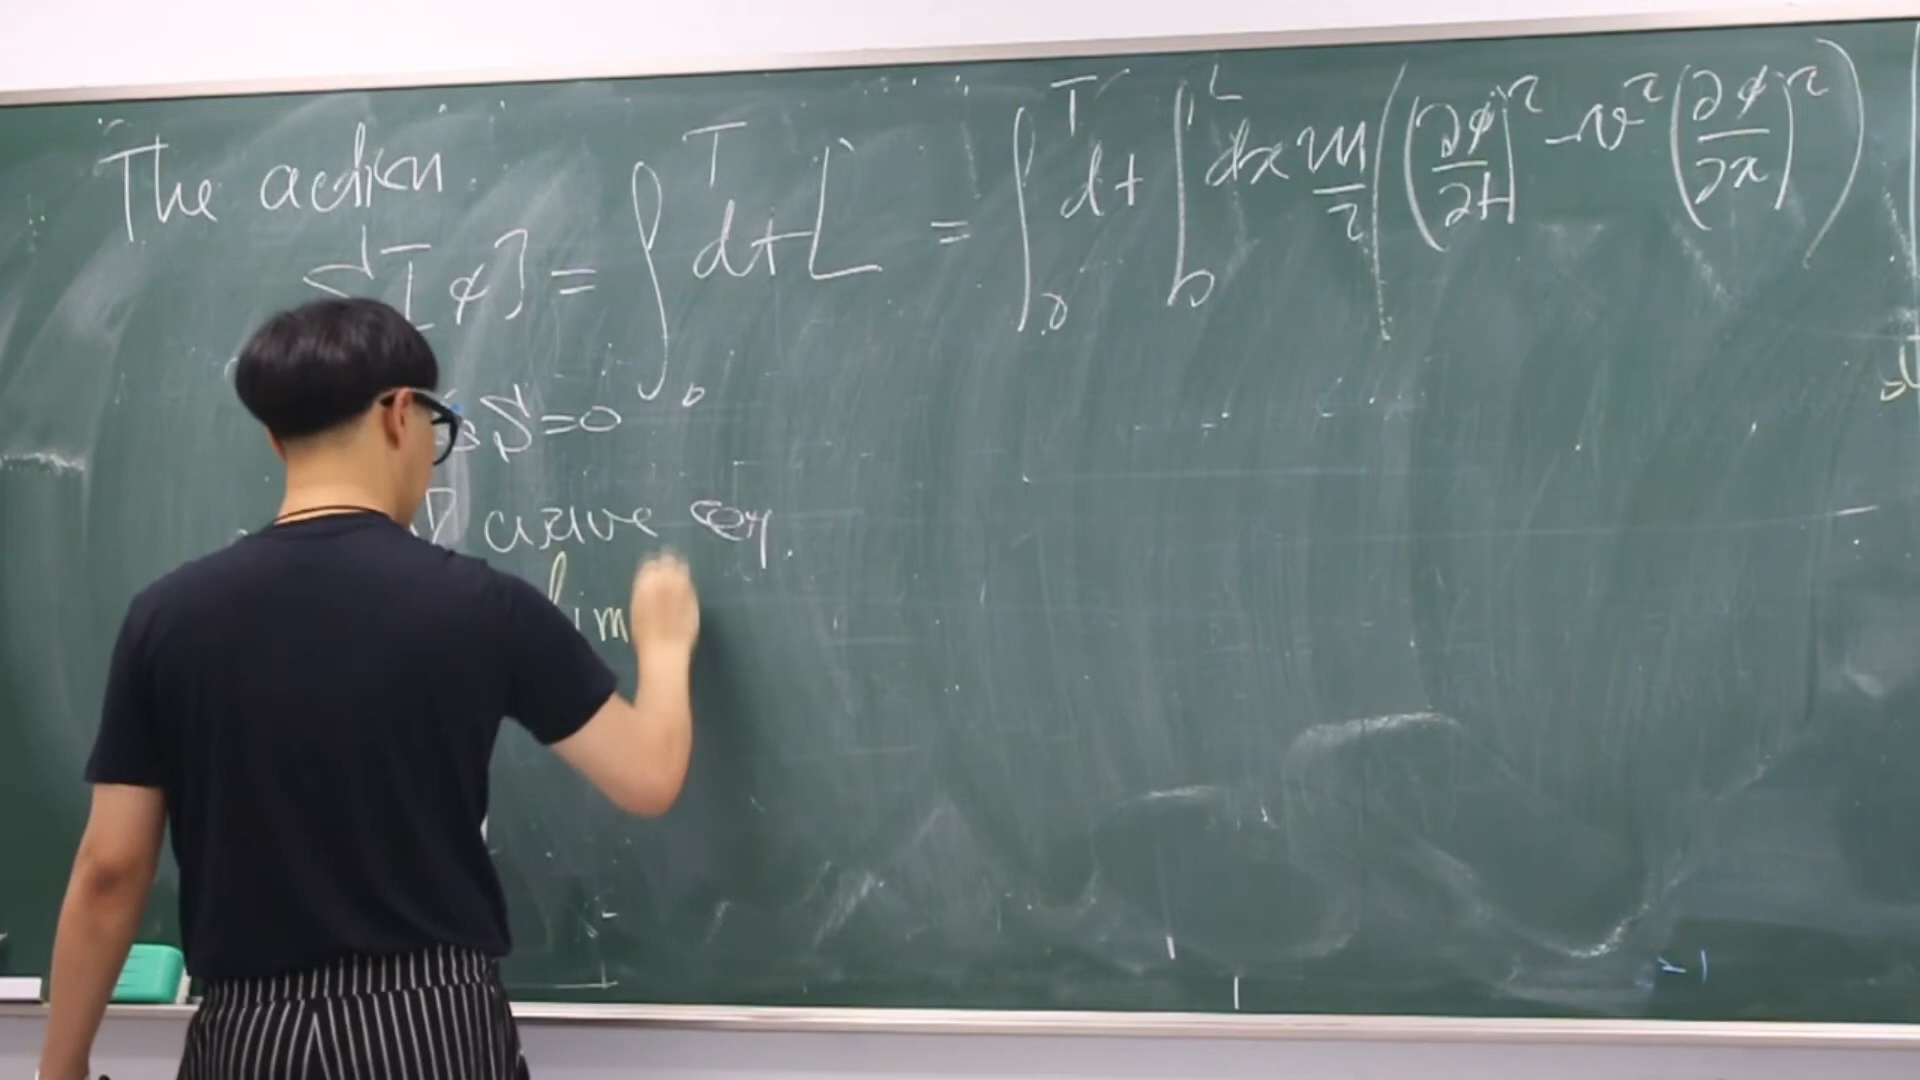 The action
S[φ] = ∫₀ᵀ dt L = ∫₀ᵀ dt ∫₀ᴸ dx m/2 ( (∂φ/∂t)² - v² (∂φ/∂x)² )
δS=0
wave eq.
lim